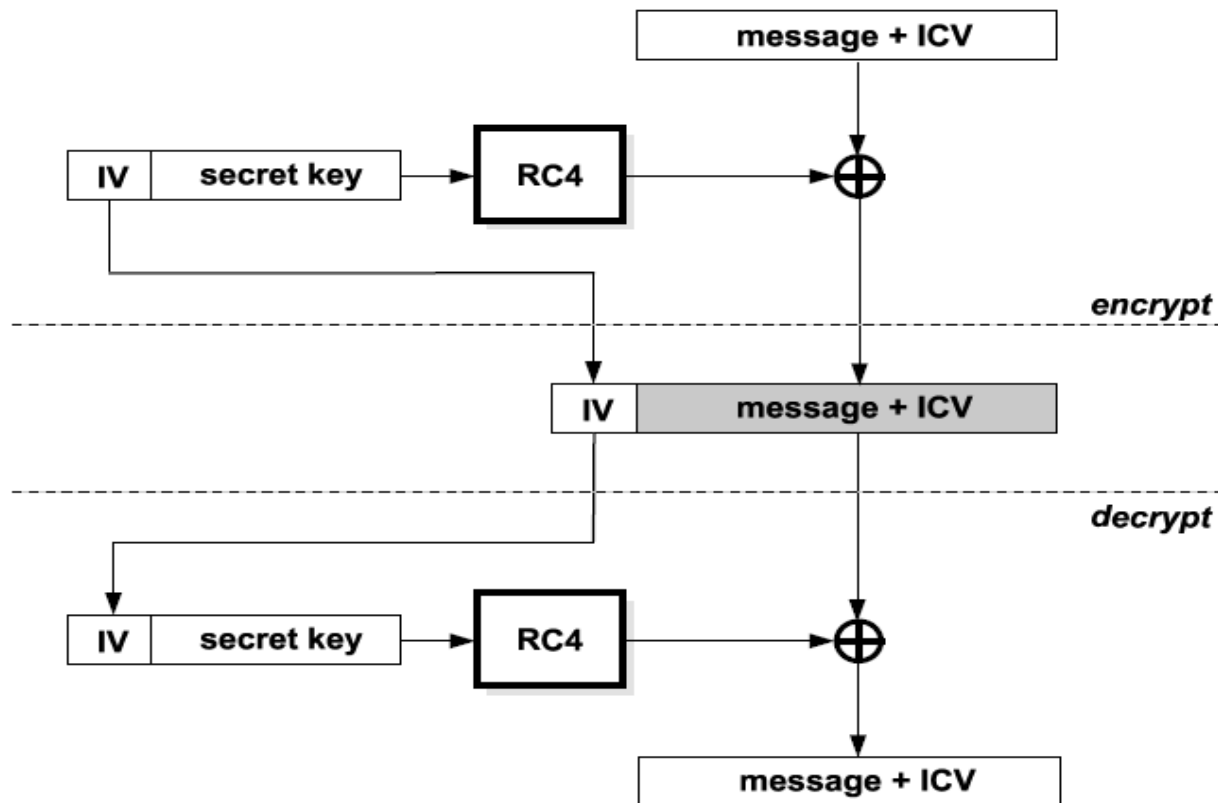 message + ICV
IV secret key RC4
encrypt
IV message + ICV
decrypt
IV secret key RC4
message + ICV